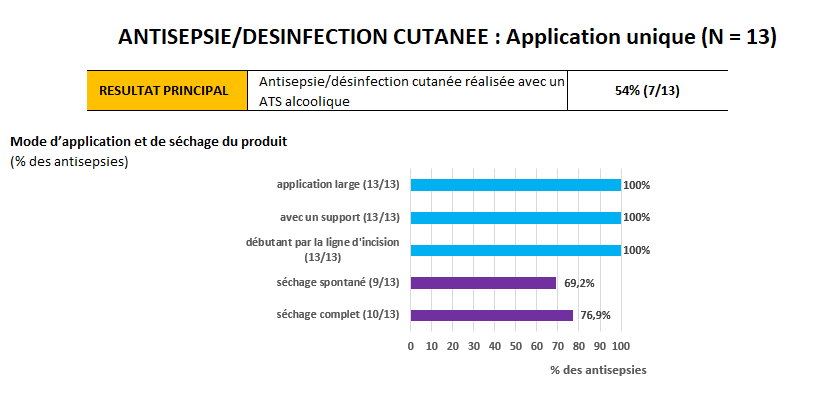 ANTISEPSIE/DESINFECTION CUTANEE : Application unique (N = 13)
RESULTAT PRINCIPAL
Antisepsie/désinfection cutanée réalisée avec un
ATS alcoolique
54% (7/13)
Mode d’application et de séchage du produit
(% des antisepsies)
application large (13/13)
100%
avec un support (13/13)
100%
débutant par la ligne d'incision
(13/13)
100%
séchage spontané (9/13)
69,2%
séchage complet (10/13)
76,9%
0 10 20 30 40 50 60 70 80 90 100
% des antisepsies